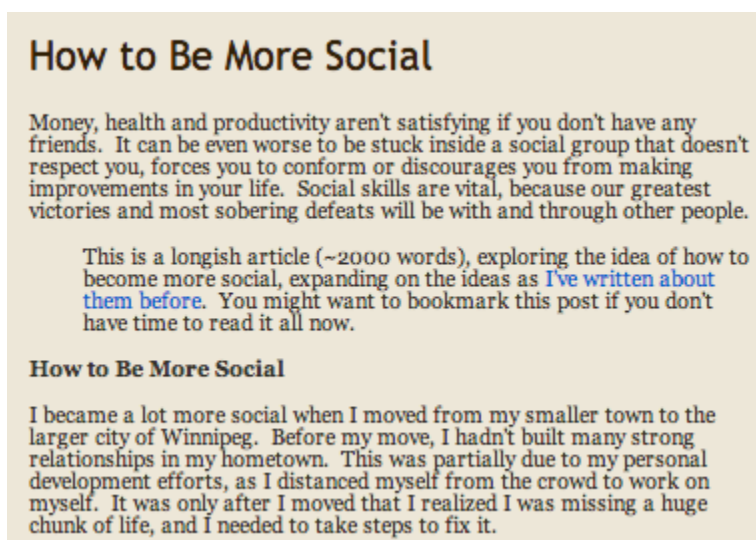 How to Be More Social
Money, health and productivity aren't satisfying if you don't have any
friends.  It can be even worse to be stuck inside a social group that doesn't
respect you, forces you to conform or discourages you from making
improvements in your life.  Social skills are vital, because our greatest
victories and most sobering defeats will be with and through other people.
This is a longish article (~2000 words), exploring the idea of how to
become more social, expanding on the ideas as I've written about
them before.  You might want to bookmark this post if you don't
have time to read it all now.
How to Be More Social
I became a lot more social when I moved from my smaller town to the
larger city of Winnipeg.  Before my move, I hadn't built many strong
relationships in my hometown.  This was partially due to my personal
development efforts, as I distanced myself from the crowd to work on
myself.  It was only after I moved that I realized I was missing a huge
chunk of life, and I needed to take steps to fix it.